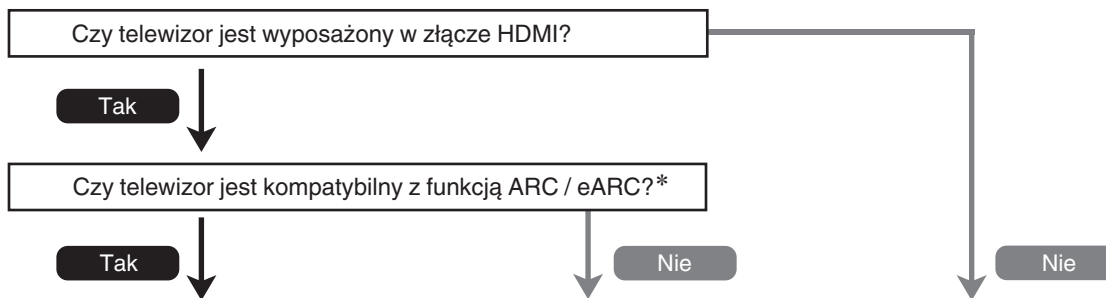 Czy telewizor jest wyposażony w złącze HDMI?
Tak
Czy telewizor jest kompatybilny z funkcją ARC / eARC?*
Tak
Nie
Nie